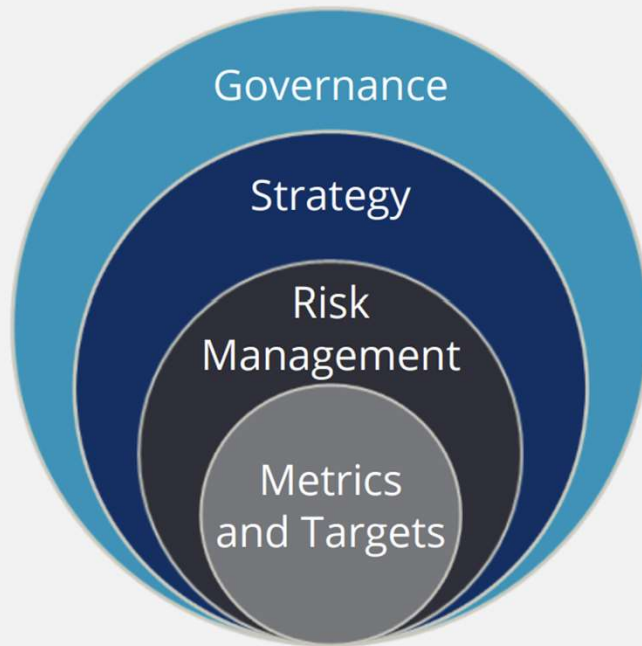 Governance
Strategy
Risk
Management
Metrics
and Targets